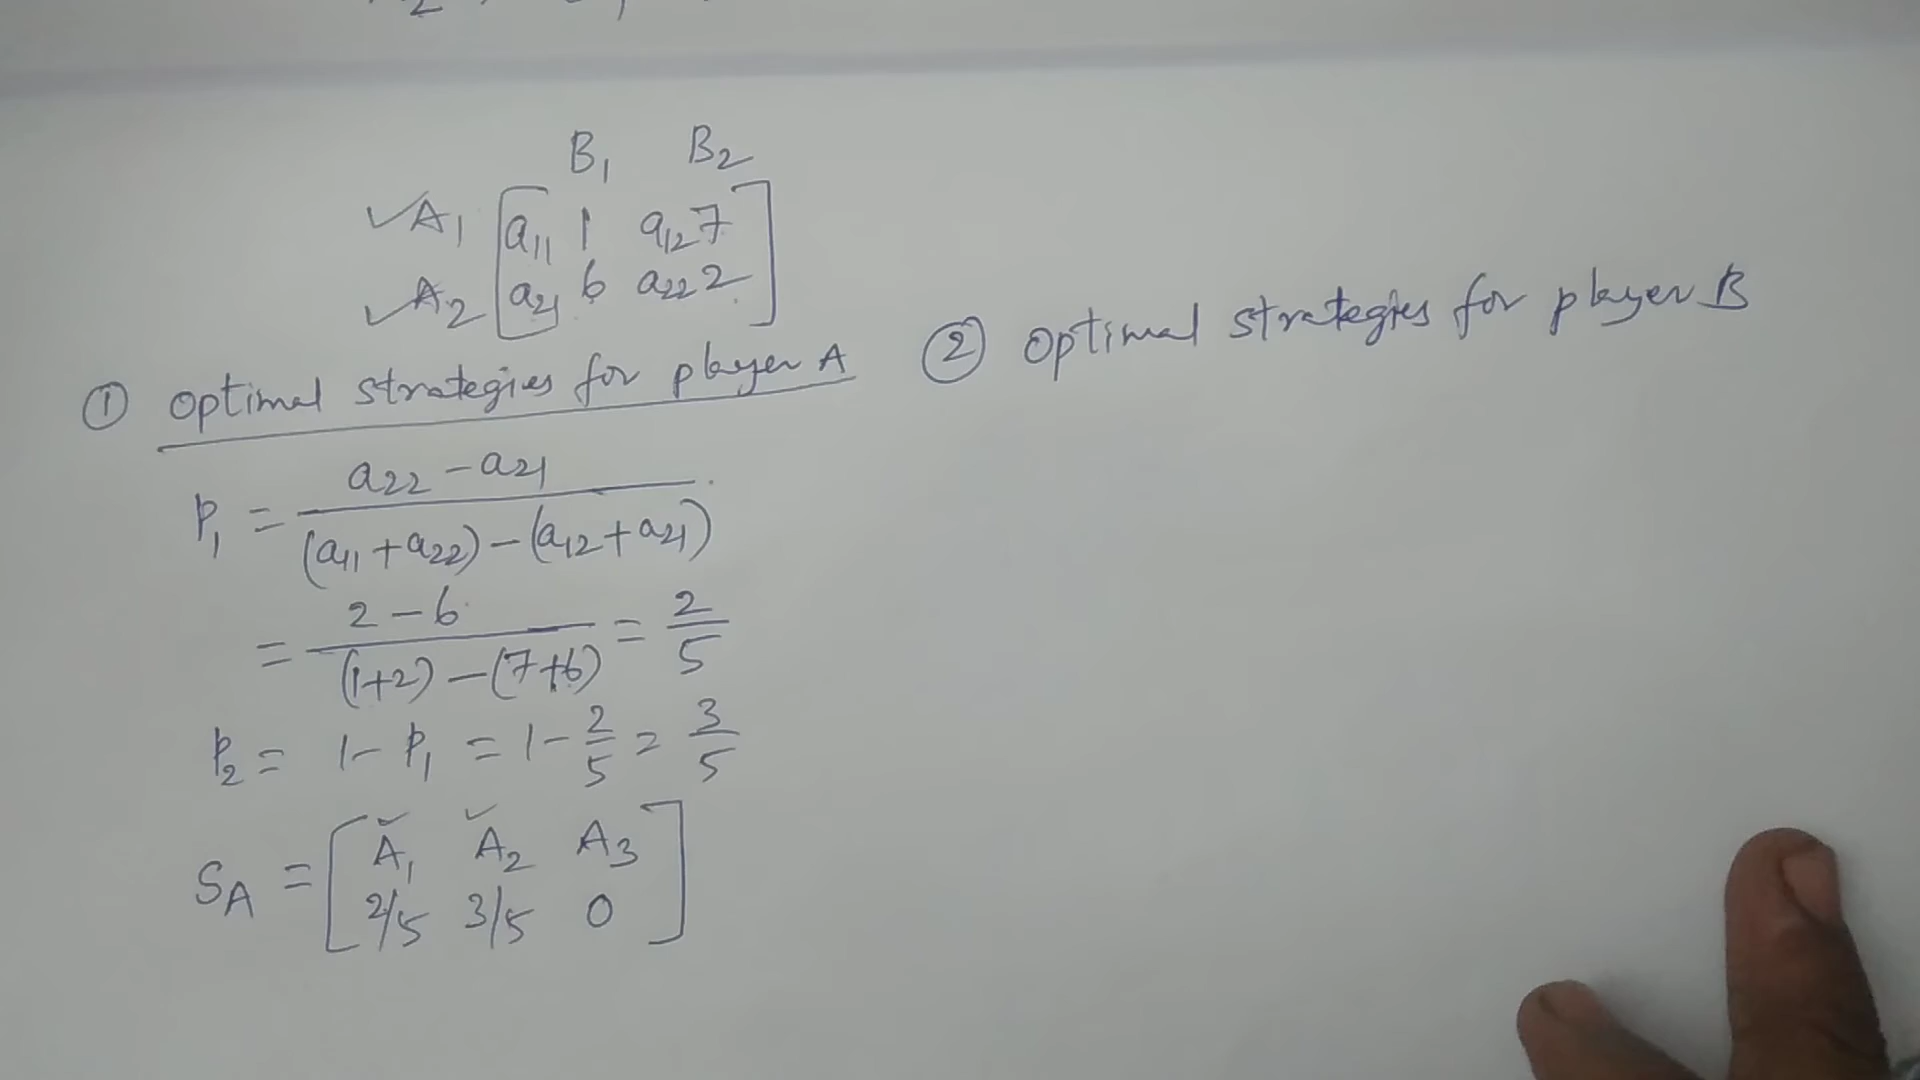 B1 B2
✓A1 [a11 1 a12 7]
✓A2 [a21 6 a22 2]
① Optimal strategies for player A
P1 = (a22 - a21) / ((a11 + a22) - (a12 + a21))
= (2 - 6) / ((1+2) - (7+6)) = 2/5
P2 = 1 - P1 = 1 - 2/5 = 3/5
SA = [A1 A2 A3
2/5 3/5 0]
② Optimal strategies for player B